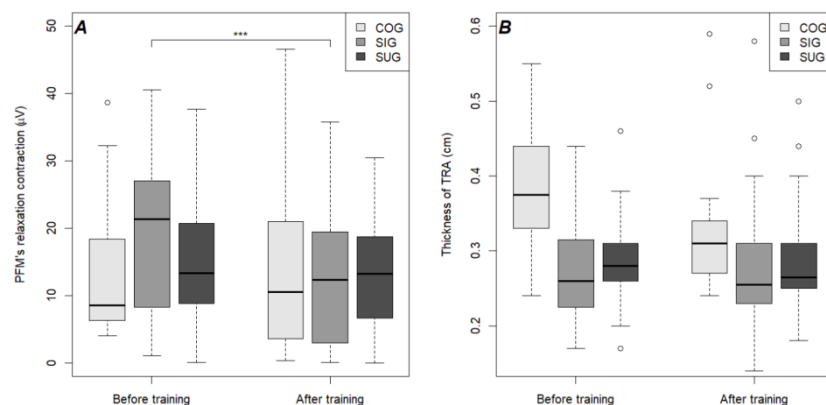 A
COG
SIG
SUG
***
PFM's relaxation contraction (μV)
50
40
30
20
10
0
Before training
After training
B
COG
SIG
SUG
Thickness of TRA (cm)
0.6
0.5
0.4
0.3
0.2
Before training
After training